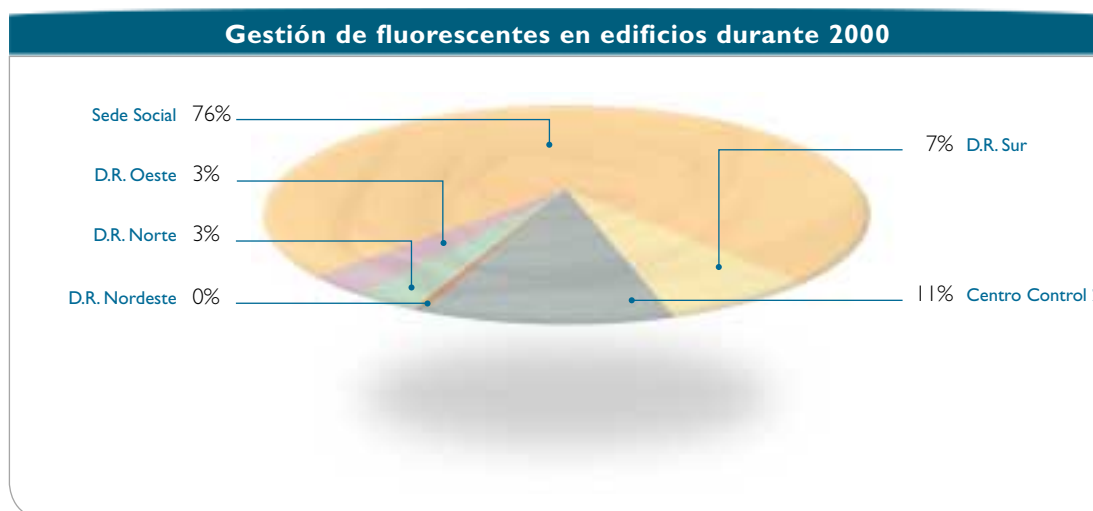 Gestión de fluorescentes en edificios durante 2000
Sede Social 76%
D.R. Oeste 3%
D.R. Norte 3%
D.R. Nordeste 0%
7% D.R. Sur
11% Centro Control